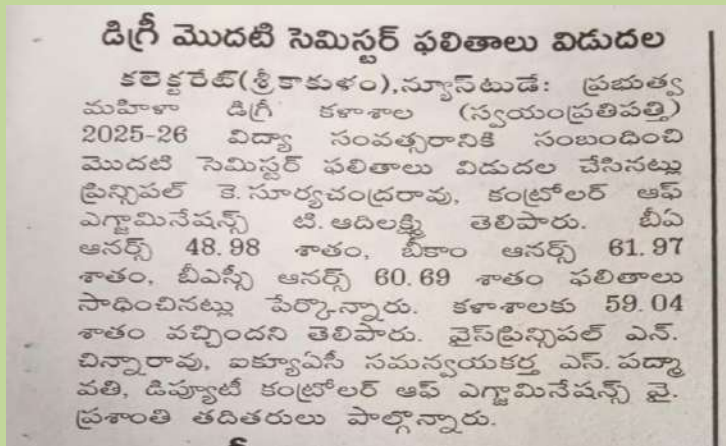 డిగ్రీ మొదటి సెమిస్టర్ ఫలితాలు విడుదల
కలెక్టరేట్(శ్రీకాకుళం),న్యూస్‌టుడే: ప్రభుత్వ
మహిళా డిగ్రీ కళాశాల (స్వయంప్రతిపత్తి)
2025-26 విద్యా సంవత్సరానికి సంబంధించి
మొదటి సెమిస్టర్ ఫలితాలు విడుదల చేసినట్లు
ప్రిన్సిపల్ కె.సూర్యచంద్రరావు, కంట్రోలర్ ఆఫ్
ఎగ్జామినేషన్స్ టి.ఆదిలక్ష్మి తెలిపారు. బీఏ
ఆనర్స్ 48.98 శాతం, బీకాం ఆనర్స్ 61.97
శాతం, బీఎస్సీ ఆనర్స్ 60.69 శాతం ఫలితాలు
సాధించినట్లు పేర్కొన్నారు. కళాశాలకు 59.04
శాతం వచ్చిందని తెలిపారు. వైస్‌ప్రిన్సిపల్ ఎన్.
చిన్నారావు, ఐక్యూఏసీ సమన్వయకర్త ఎస్.పద్మా
వతి, డిప్యూటీ కంట్రోలర్ ఆఫ్ ఎగ్జామినేషన్స్ వై.
ప్రశాంతి తదితరులు పాల్గొన్నారు.